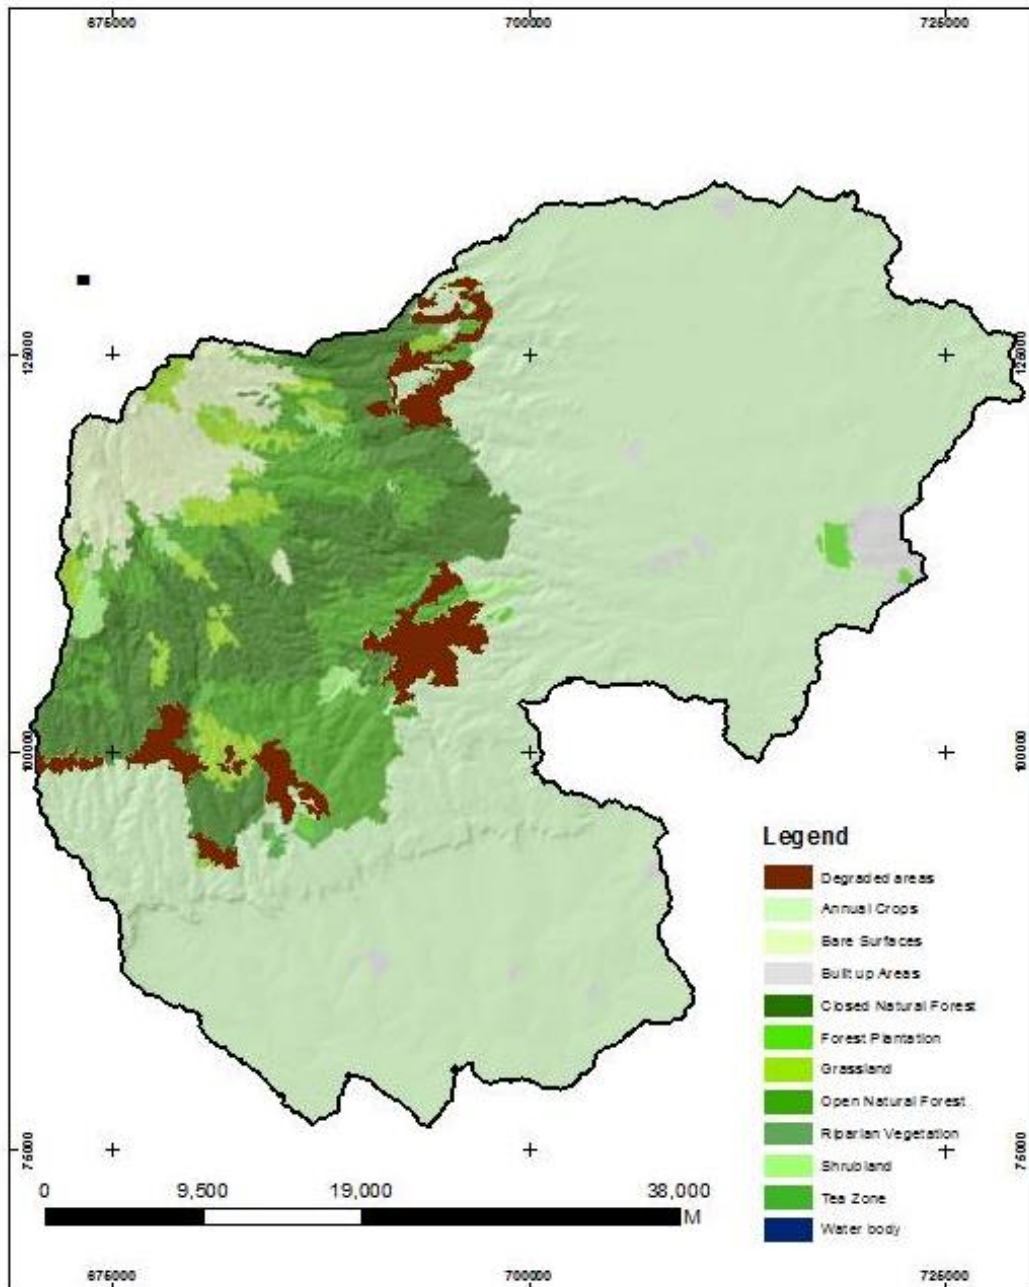 675000 700000 725000
125000 125000
100000 100000
Legend
Degraded areas
Annual Crops
Bare Surfaces
Built up Areas
Closed Natural Forest
Forest Plantation
Grassland
Open Natural Forest
Riparian Vegetation
Shrubland
Tea Zone
Water body
75000 75000
0 9,500 19,000 38,000
M
675000 700000 725000